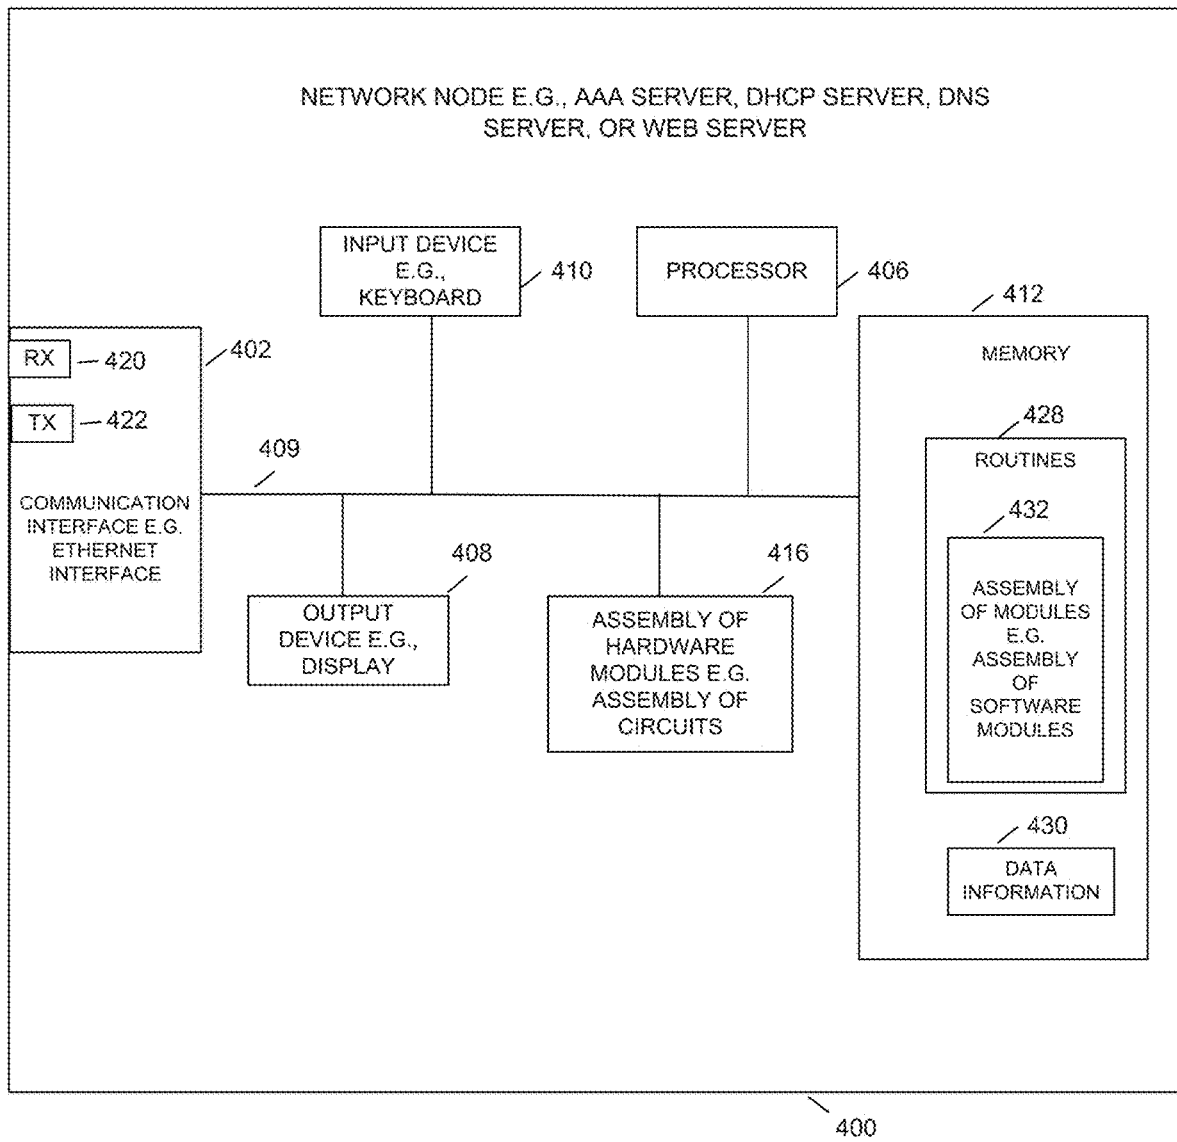 NETWORK NODE E.G., AAA SERVER, DHCP SERVER, DNS
SERVER, OR WEB SERVER
INPUT DEVICE
E.G.,
KEYBOARD
410
PROCESSOR
406
412
MEMORY
402
RX
420
TX
422
COMMUNICATION
INTERFACE E.G.
ETHERNET
INTERFACE
409
428
ROUTINES
432
ASSEMBLY
OF MODULES
E.G.
ASSEMBLY
OF
SOFTWARE
MODULES
408
OUTPUT
DEVICE E.G.,
DISPLAY
416
ASSEMBLY OF
HARDWARE
MODULES E.G.
ASSEMBLY OF
CIRCUITS
430
DATA
INFORMATION
400